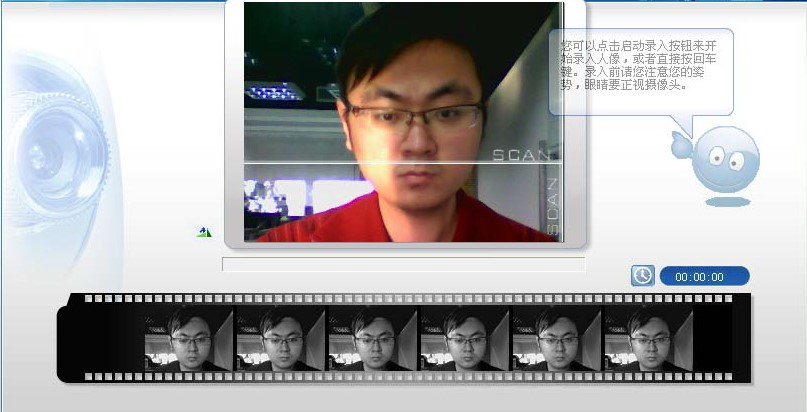 您可以点击启动录入按钮来开
始录入人像，或者直接按回车
键。录入前请您注意您的姿
势，眼睛要正视摄像头。
SCAN
SCAN
00:00:00